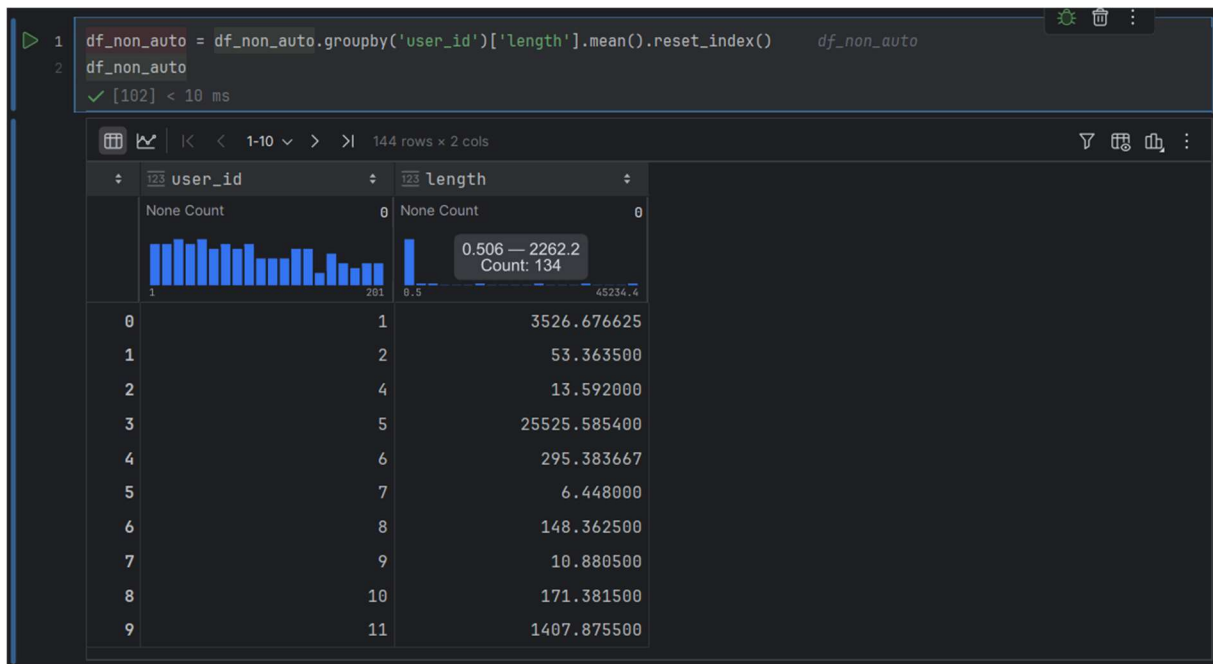 1 df_non_auto = df_non_auto.groupby('user_id')['length'].mean().reset_index() df_non_auto
2 df_non_auto
[102] < 10 ms
1-10 144 rows × 2 cols
123 user_id 123 length
None Count 0 None Count 0
0.506 — 2262.2
Count: 134
1 201 0.5 45234.4
0 1 3526.676625
1 2 53.363500
2 4 13.592000
3 5 25525.585400
4 6 295.383667
5 7 6.448000
6 8 148.362500
7 9 10.880500
8 10 171.381500
9 11 1407.875500